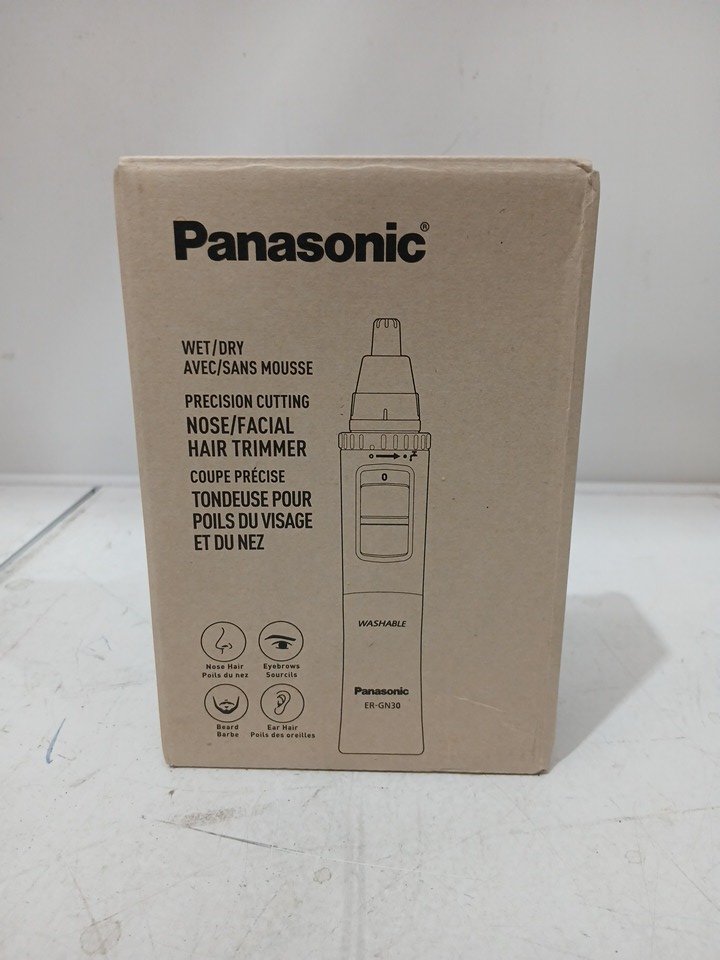 Panasonic®
WET/DRY
AVEC/SANS MOUSSE
PRECISION CUTTING
NOSE/FACIAL
HAIR TRIMMER
COUPE PRÉCISE
TONDEUSE POUR
POILS DU VISAGE
ET DU NEZ
0
WASHABLE
Panasonic
ER-GN30
Nose Hair
Poils du nez
Eyebrows
Sourcils
Beard
Barbe
Ear Hair
Poils des oreilles